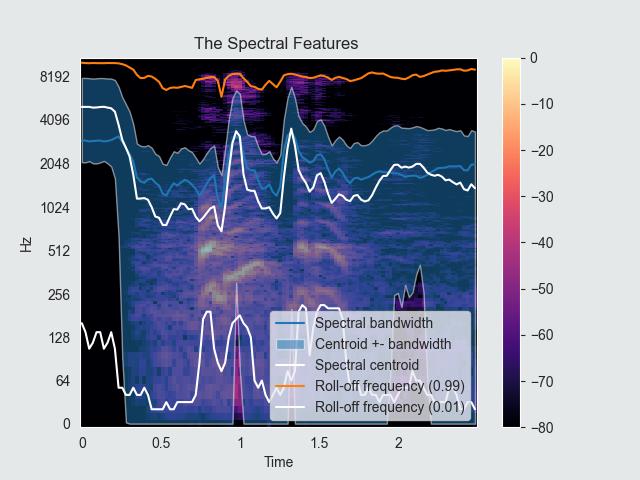 The Spectral Features
8192
4096
2048
1024
512
256
128
64
0
Hz
0
0.5
1
1.5
2
Time
Spectral bandwidth
Centroid +- bandwidth
Spectral centroid
Roll-off frequency (0.99)
Roll-off frequency (0.01)
0
−10
−20
−30
−40
−50
−60
−70
−80